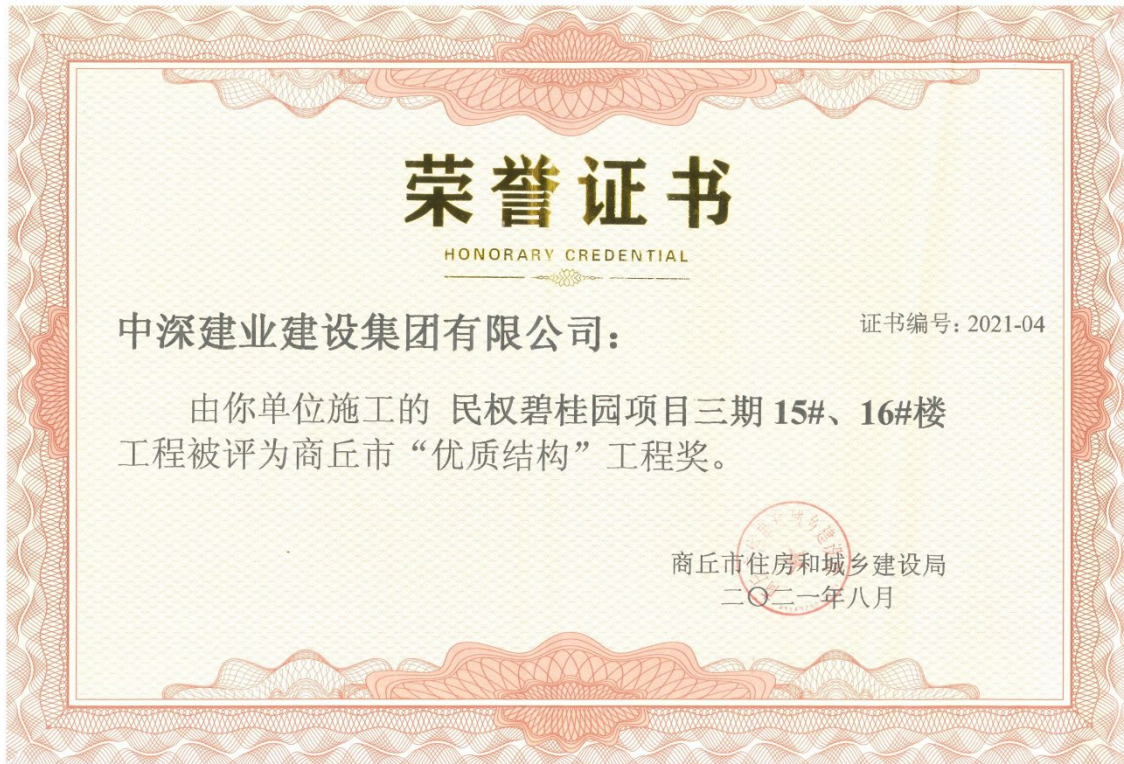 荣誉证书
HONORARY CREDENTIAL
中深建业建设集团有限公司：
证书编号：2021-04
由你单位施工的 民权碧桂园项目三期 15#、16#楼
工程被评为商丘市“优质结构”工程奖。
商丘市住房和城乡建设局
二〇二一年八月